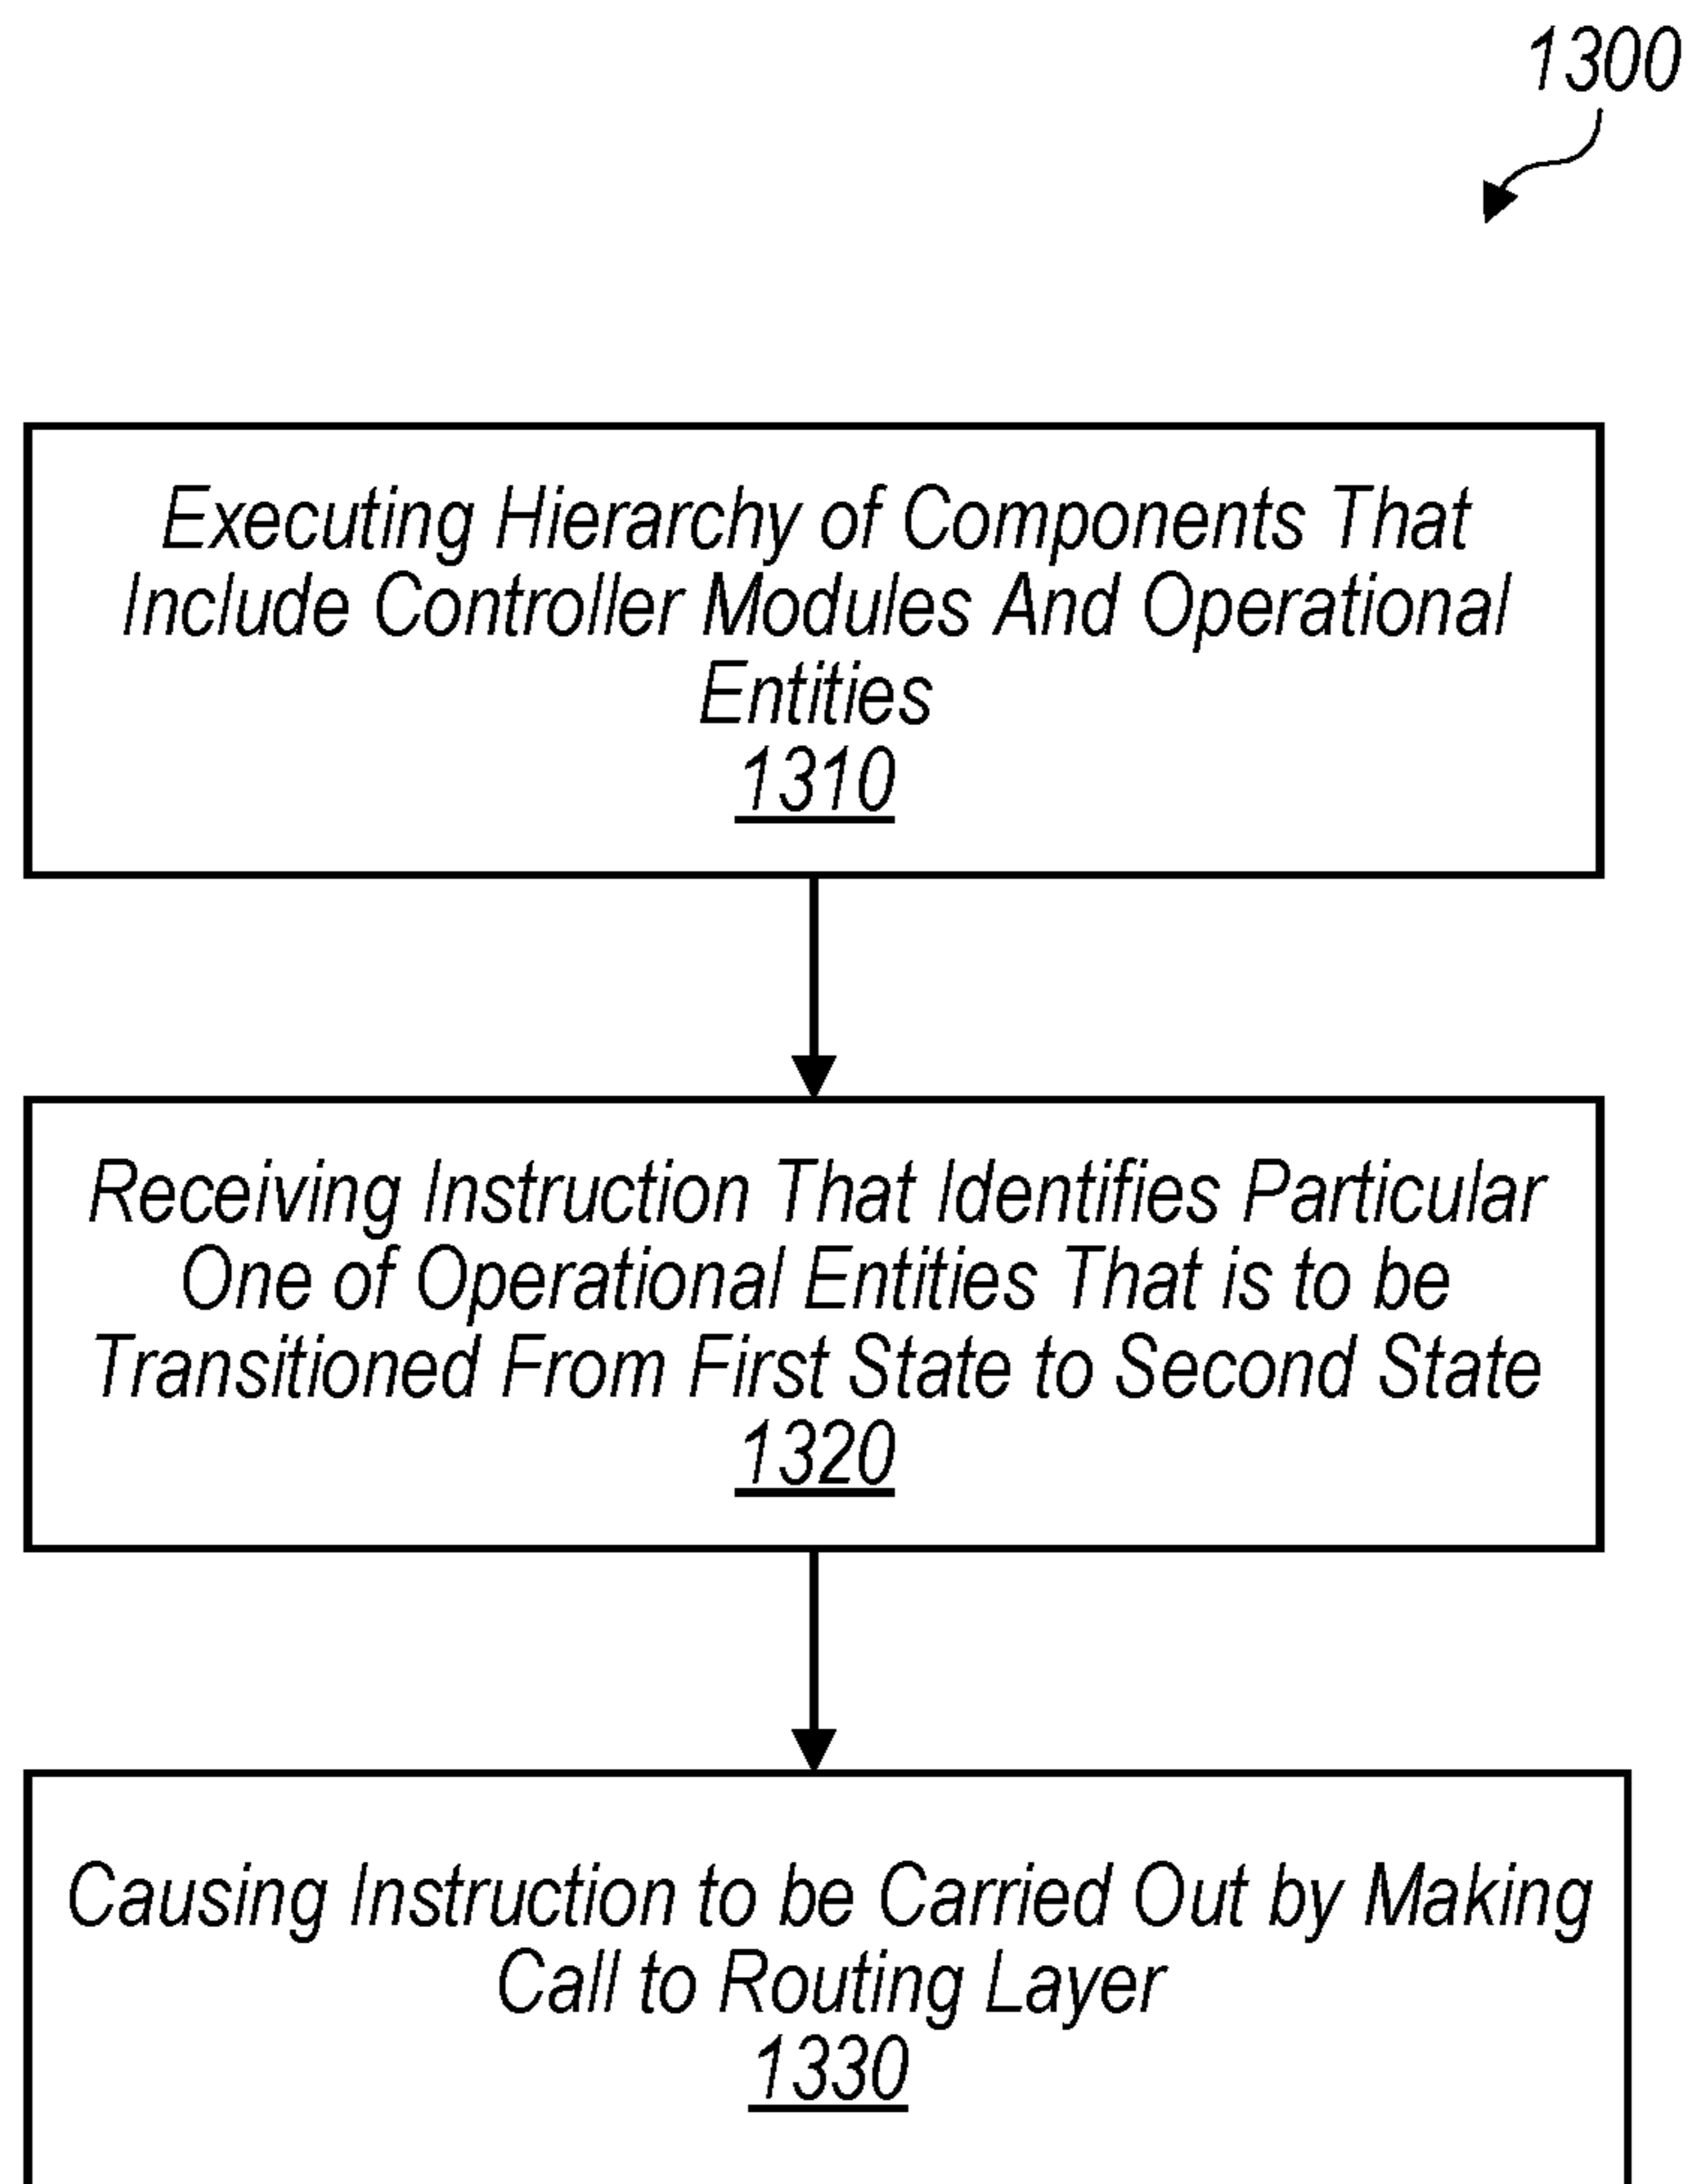 1300
Executing Hierarchy of Components That
Include Controller Modules And Operational
Entities
1310
Receiving Instruction That Identifies Particular
One of Operational Entities That is to be
Transitioned From First State to Second State
1320
Causing Instruction to be Carried Out by Making
Call to Routing Layer
1330